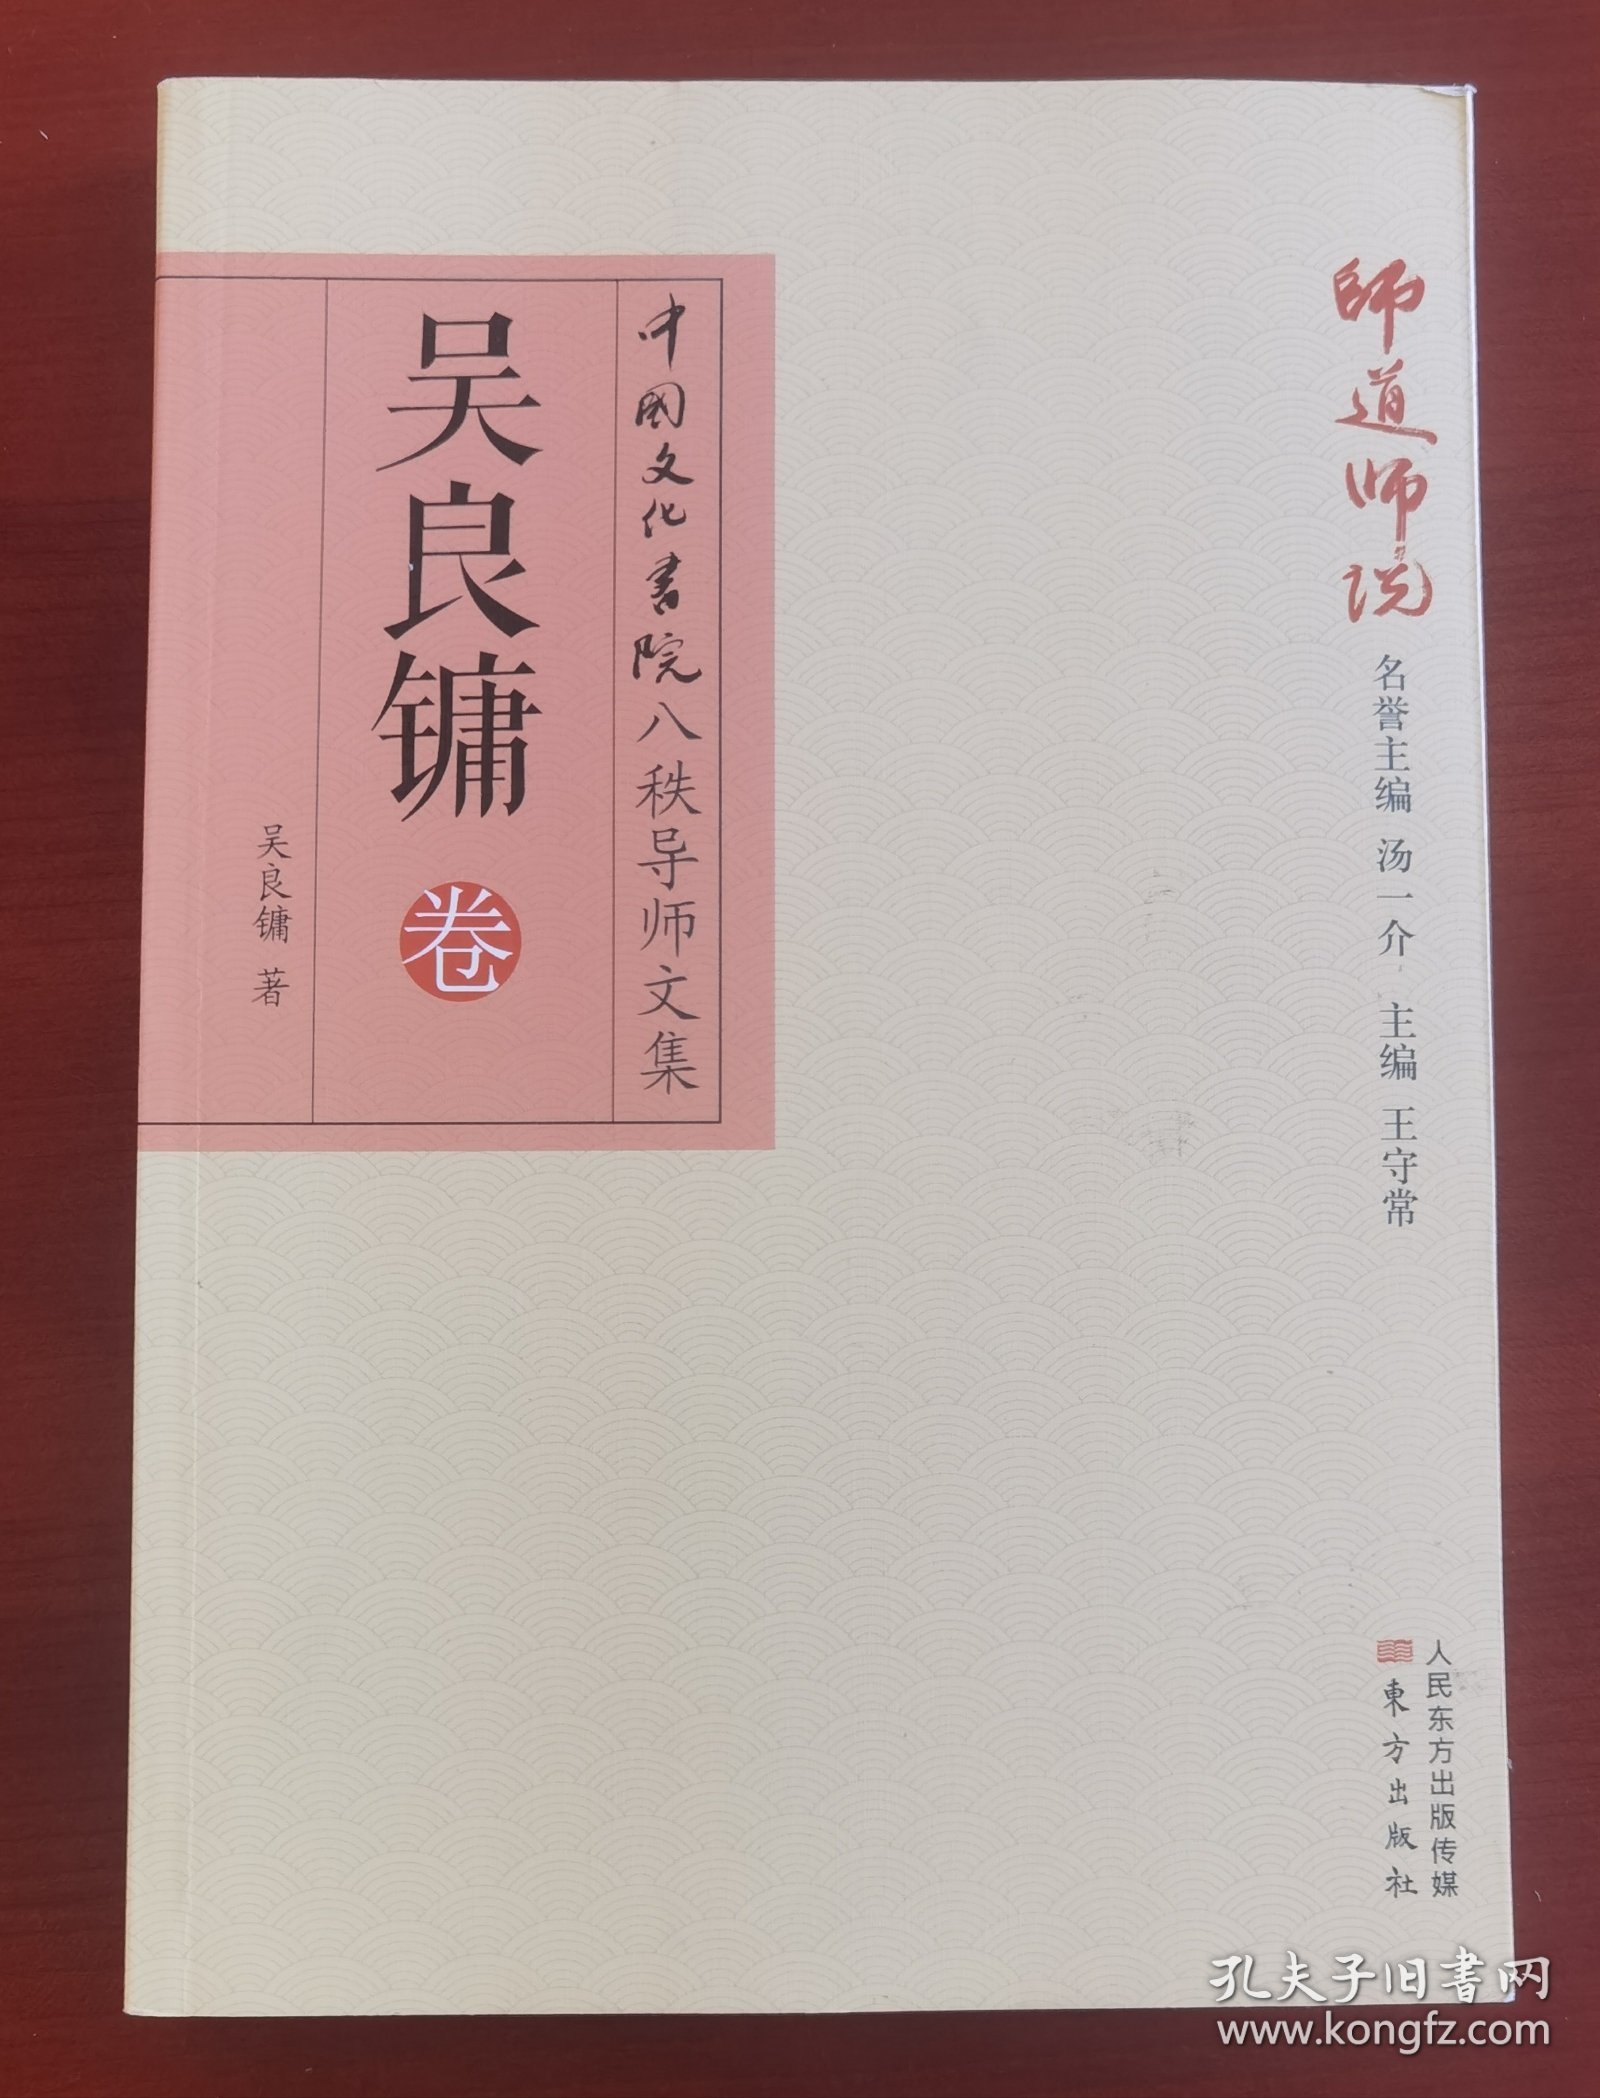 師道师说
名誉主编 汤一介 主编 王守常
中国文化書院八秩导师文集
吴良镛卷
吴良镛 著
人民东方出版传媒
東方出版社
孔夫子旧書网
www.kongfz.com